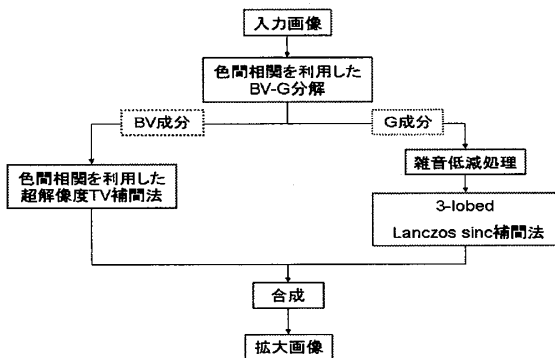 入力画像
色間相関を利用した
BV-G分解
BV成分
G成分
色間相関を利用した
超解像度TV補間法
雑音低減処理
3-lobed
Lanczos sinc補間法
合成
拡大画像